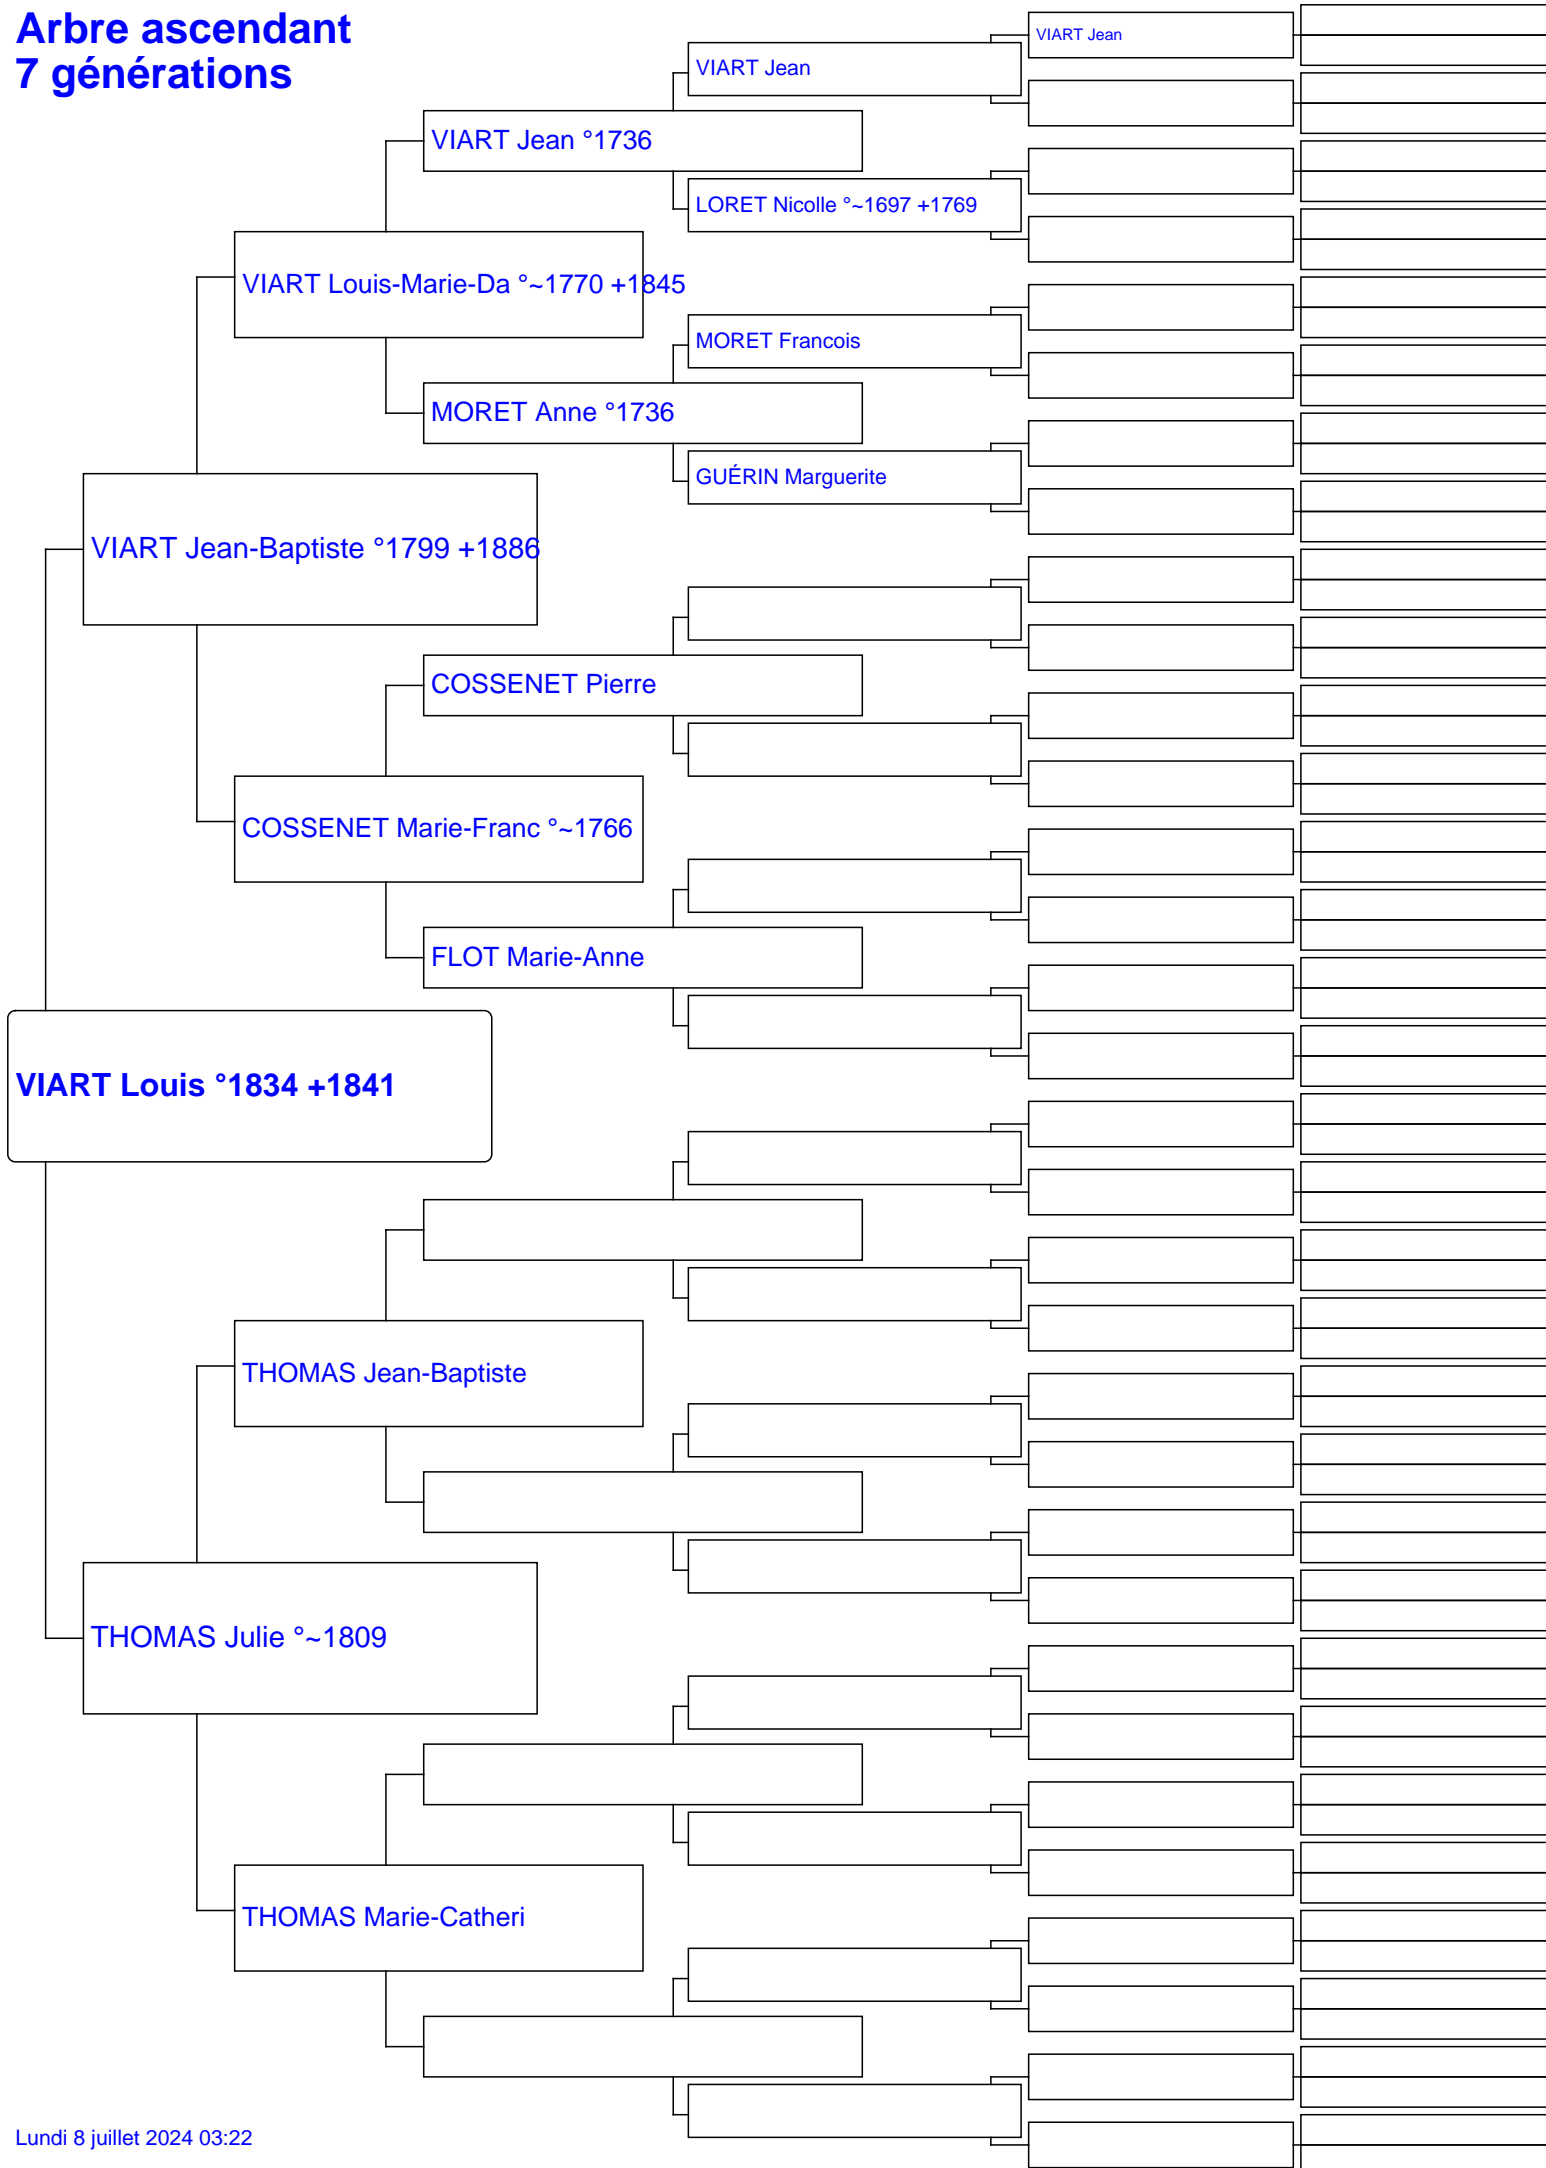 Arbre ascendant
7 générations
VIART Jean
VIART Jean
VIART Jean °1736
LORET Nicolle °~1697 +1769
VIART Louis-Marie-Da °~1770 +1845
MORET Francois
MORET Anne °1736
GUÉRIN Marguerite
VIART Jean-Baptiste °1799 +1886
COSSENET Pierre
COSSENET Marie-Franc °~1766
FLOT Marie-Anne
VIART Louis °1834 +1841
THOMAS Jean-Baptiste
THOMAS Julie °~1809
THOMAS Marie-Catheri
Lundi 8 juillet 2024 03:22